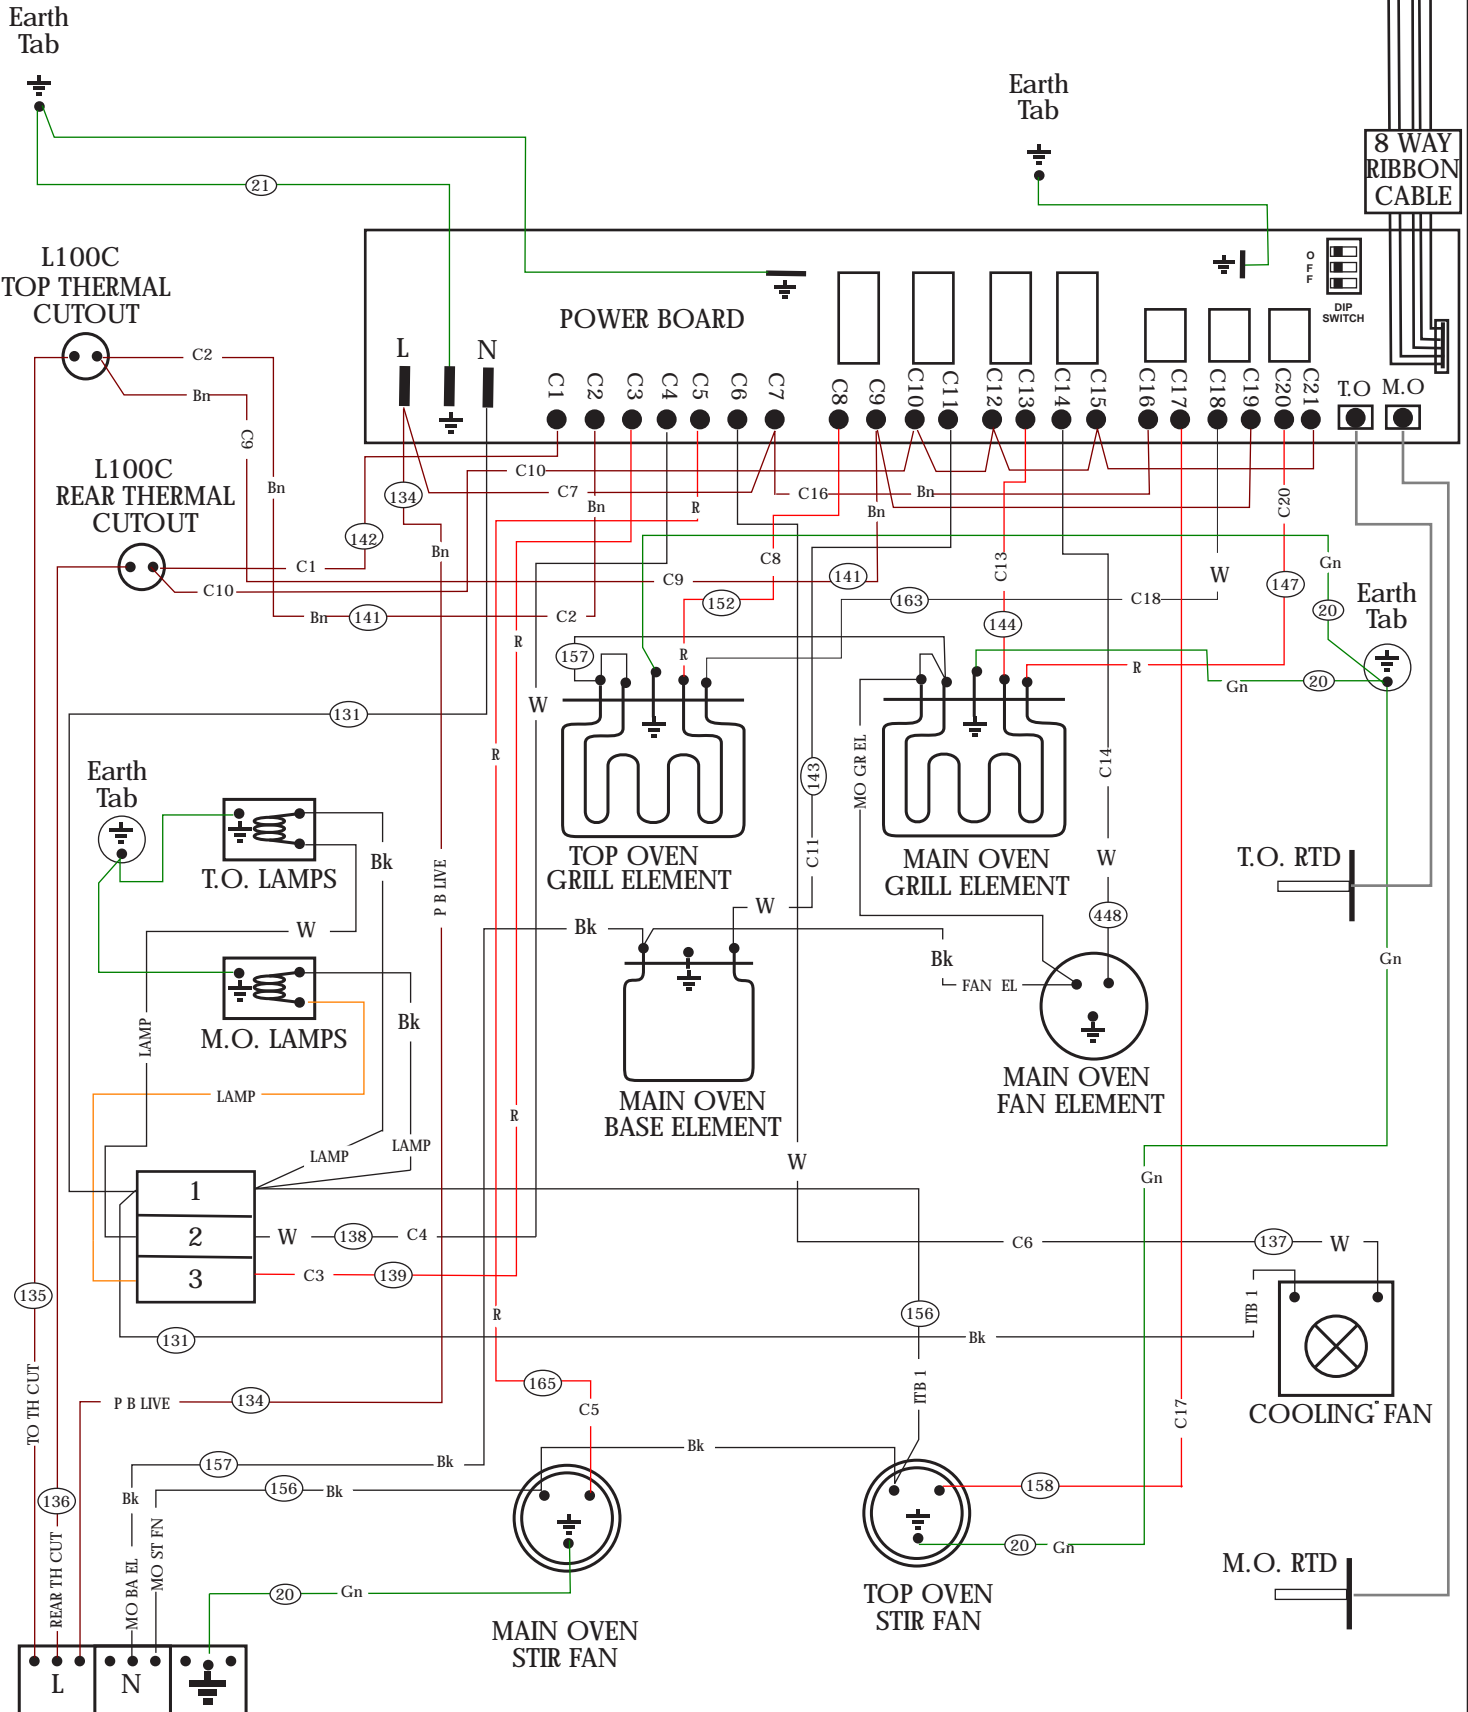 Earth
Tab
Earth
Tab
8 WAY
RIBBON
CABLE
21
L100C
TOP THERMAL
CUTOUT
O
F
F
DIP
SWITCH
POWER BOARD
L
N
C1
C2
C3
C4
C5
C6
C7
C8
C9
C10
C11
C12
C13
C14
C15
C16
C17
C18
C19
C20
C21
T.O
M.O
C2
Bn
C9
L100C
REAR THERMAL
CUTOUT
Bn
C10
C7
134
C16
Bn
Bn
R
Bn
C20
142
Bn
C1
C10
C9
C8
141
C13
W
Gn
147
Bn
141
C2
152
163
C18
144
20
Earth
Tab
R
157
R
R
Gn
20
W
131
R
MO GR EL
C14
143
Earth
Tab
Bk
T.O. LAMPS
P B LIVE
TOP OVEN
GRILL ELEMENT
C11
MAIN OVEN
GRILL ELEMENT
W
T.O. RTD
W
W
Bk
448
Bk
FAN EL
Gn
Bk
M.O. LAMPS
LAMP
LAMP
R
MAIN OVEN
BASE ELEMENT
MAIN OVEN
FAN ELEMENT
LAMP
LAMP
W
Gn
1
2
3
W
138
C4
C6
137
W
C3
139
135
R
156
ITB 1
131
Bk
165
C5
TO TH CUT
P B LIVE
134
ITB 1
C17
COOLING FAN
157
Bk
Bk
156
Bk
Bk
158
136
REAR TH CUT
MO BA EL
MO ST FN
20
Gn
20
Gn
M.O. RTD
MAIN OVEN
STIR FAN
TOP OVEN
STIR FAN
L
N